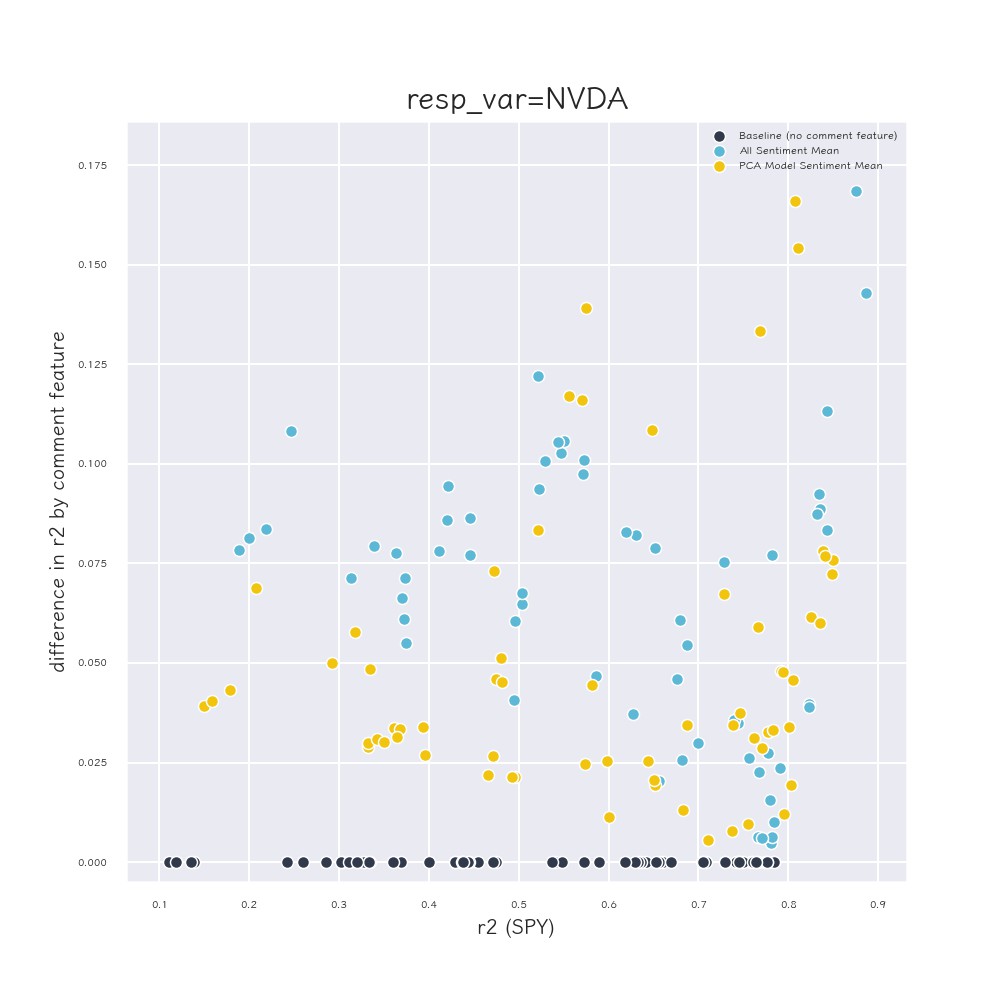 resp_var=NVDA
Baseline (no comment feature)
All Sentiment Mean
PCA Model Sentiment Mean
difference in r2 by comment feature
0.175
0.150
0.125
0.100
0.075
0.050
0.025
0.000
0.1 0.2 0.3 0.4 0.5 0.6 0.7 0.8 0.9
r2 (SPY)